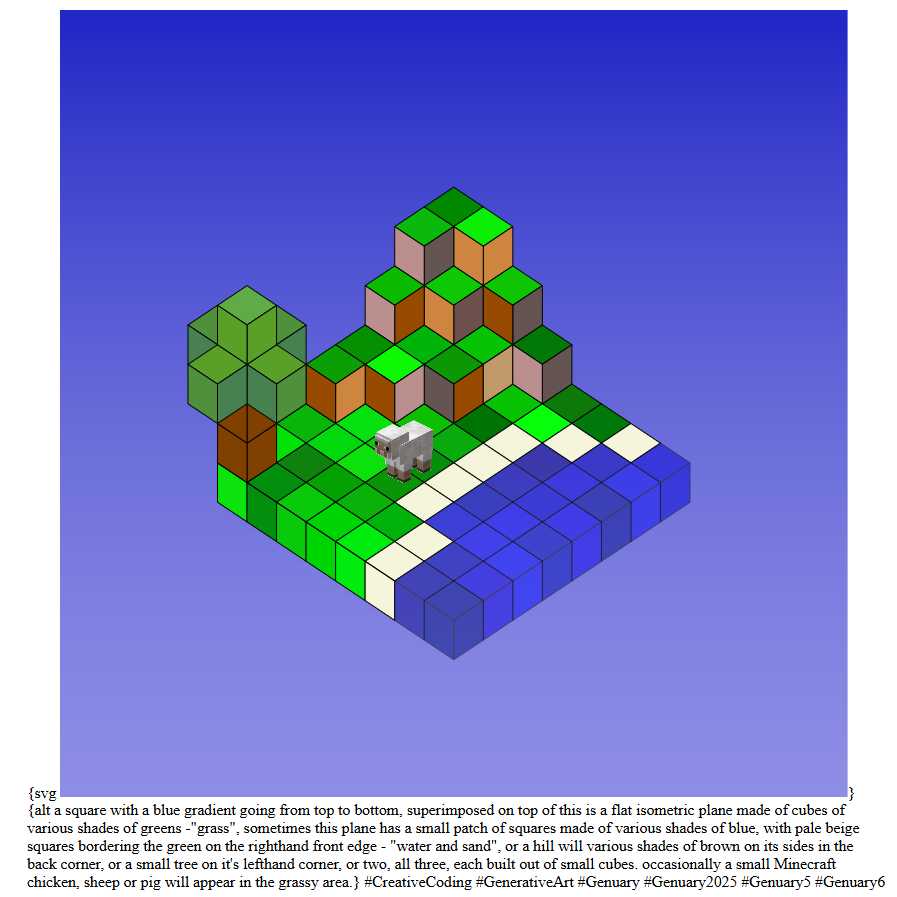 {svg }
{alt a square with a blue gradient going from top to bottom, superimposed on top of this is a flat isometric plane made of cubes of
various shades of greens -"grass", sometimes this plane has a small patch of squares made of various shades of blue, with pale beige
squares bordering the green on the righthand front edge - "water and sand", or a hill will various shades of brown on its sides in the
back corner, or a small tree on it's lefthand corner, or two, all three, each built out of small cubes. occasionally a small Minecraft
chicken, sheep or pig will appear in the grassy area.} #CreativeCoding #GenerativeArt #Genuary #Genuary2025 #Genuary5 #Genuary6